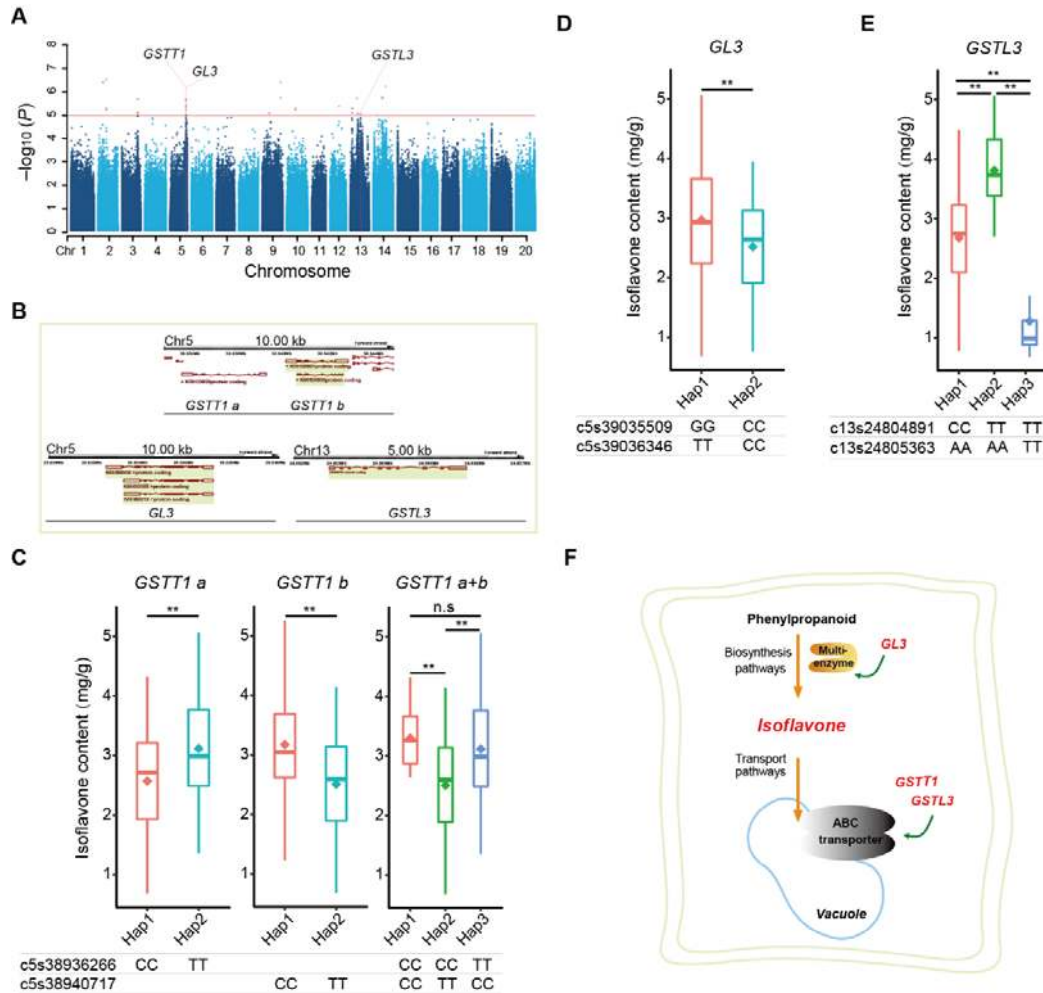 A
GSTT1
GL3
GSTL3
−log10 (P)
8
7
6
5
4
3
2
1
0
Chr 1 2 3 4 5 6 7 8 9 10 11 12 13 14 15 16 17 18 19 20
Chromosome
B
Chr5 10.00 kb
GSTT1 a GSTT1 b
Chr5 10.00 kb
Chr13 5.00 kb
GL3
GSTL3
C
GSTT1 a
GSTT1 b
GSTT1 a+b
Isoflavone content (mg/g)
5
4
3
2
1
**
**
n.s
**
**
Hap1 Hap2
Hap1 Hap2
Hap1 Hap2 Hap3
c5s38936266 CC TT CC CC TT
c5s38940717 CC TT CC TT CC
D
GL3
Isoflavone content (mg/g)
5
4
3
2
1
**
Hap1 Hap2
c5s39035509 GG CC
c5s39036346 TT CC
E
GSTL3
Isoflavone content (mg/g)
5
4
3
2
1
**
** **
Hap1 Hap2 Hap3
c13s24804891 CC TT TT
c13s24805363 AA AA TT
F
Phenylpropanoid
Biosynthesis
pathways
Multi-
enzyme
GL3
Isoflavone
Transport
pathways
GSTT1
GSTL3
ABC
transporter
Vacuole